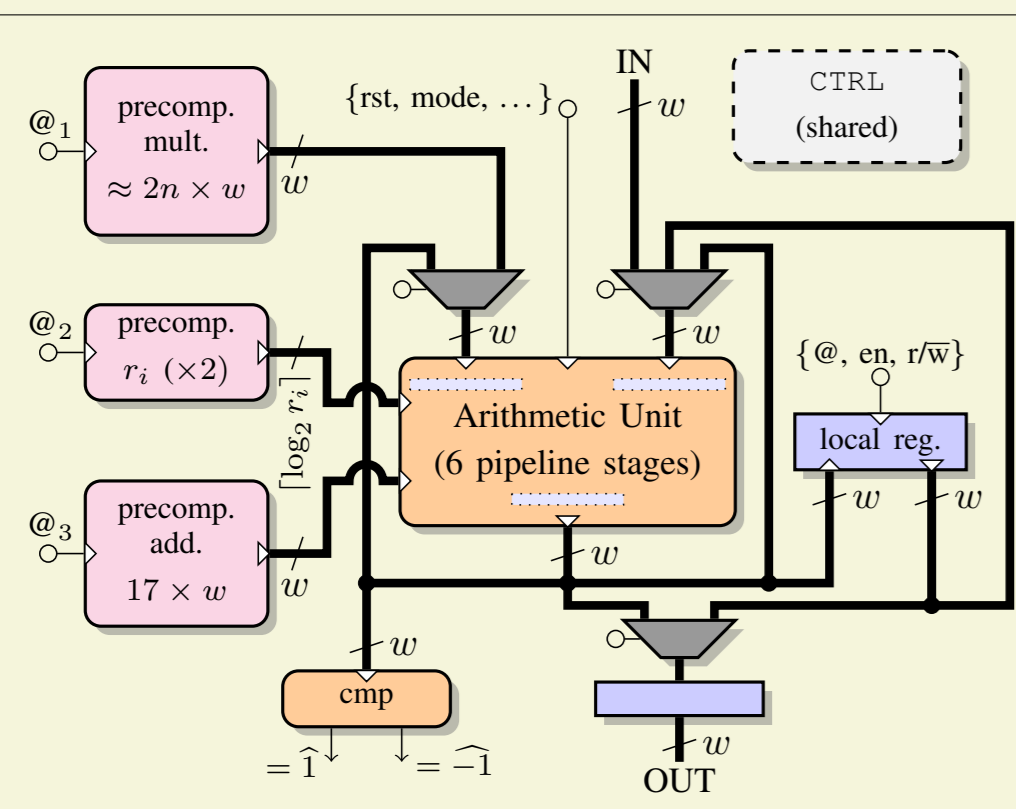 IN
w
CTRL
(shared)
{rst, mode, …}
@1
precomp.
mult.
≈ 2n × w
w
@2
precomp.
r_i (×2)
⌈log_2 r_i⌉
w
w
{@, en, r/w̅}
Arithmetic Unit
(6 pipeline stages)
local reg.
w
w
@3
precomp.
add.
17 × w
w
w
w
cmp
= 1̂
= −1̂
w
OUT